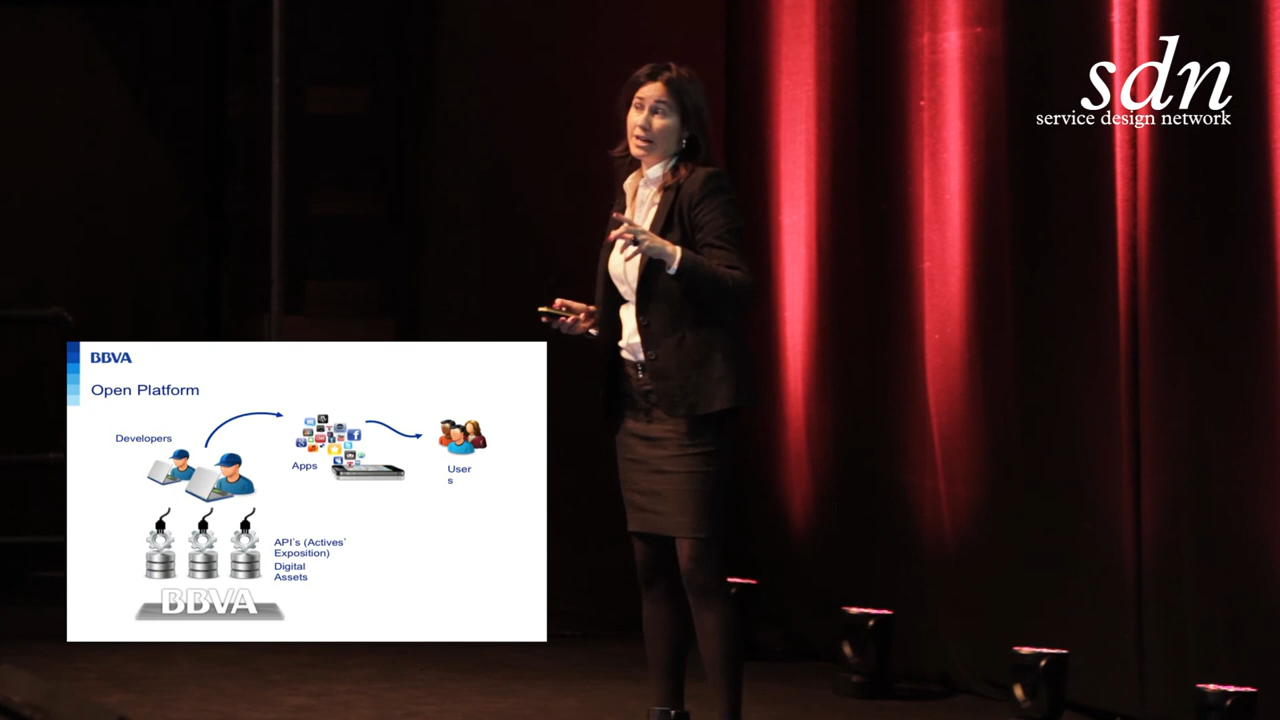 sdn
service design network
BBVA
Open Platform
Developers
Apps
User
s
API's (Actives'
Exposition)
Digital
Assets
BBVA